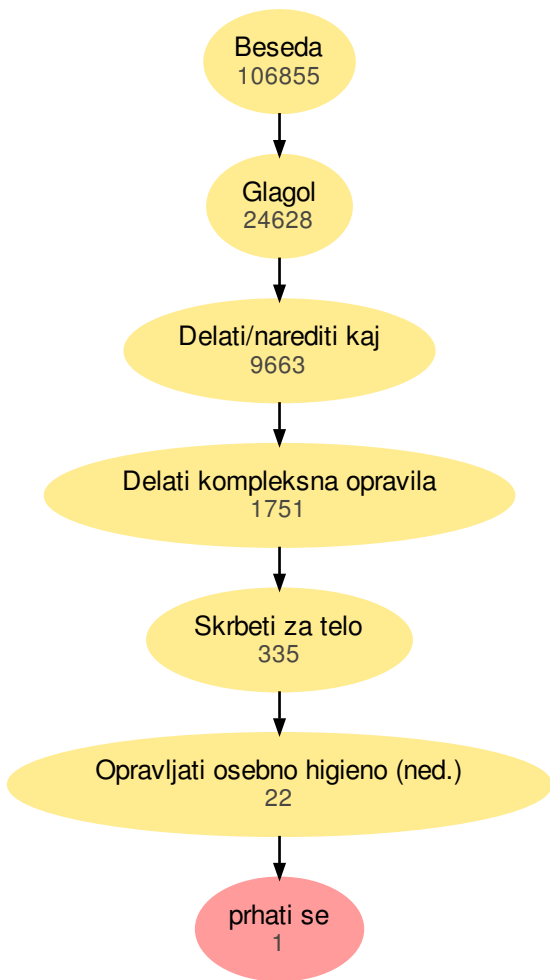 Beseda
106855
Glagol
24628
Delati/narediti kaj
9663
Delati kompleksna opravila
1751
Skrbeti za telo
335
Opravljati osebno higieno (ned.)
22
prhati se
1